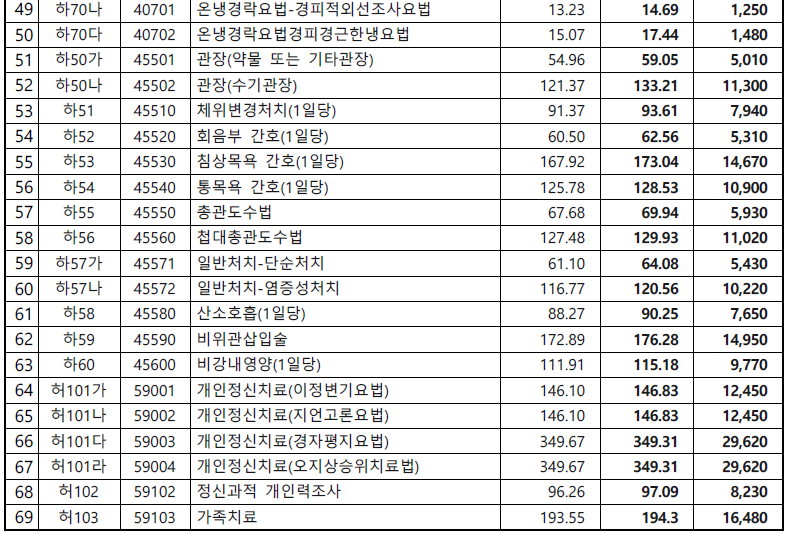 49 하70나 40701 온냉경락요법-경피적외선조사요법 13.23 14.69 1,250
50 하70다 40702 온냉경락요법경피경근한냉요법 15.07 17.44 1,480
51 하50가 45501 관장(약물 또는 기타관장) 54.96 59.05 5,010
52 하50나 45502 관장(수기관장) 121.37 133.21 11,300
53 하51 45510 체위변경처치(1일당) 91.37 93.61 7,940
54 하52 45520 회음부 간호(1일당) 60.50 62.56 5,310
55 하53 45530 침상목욕 간호(1일당) 167.92 173.04 14,670
56 하54 45540 통목욕 간호(1일당) 125.78 128.53 10,900
57 하55 45550 총관도수법 67.68 69.94 5,930
58 하56 45560 첩대총관도수법 127.48 129.93 11,020
59 하57가 45571 일반처치-단순처치 61.10 64.08 5,430
60 하57나 45572 일반처치-염증성처치 116.77 120.56 10,220
61 하58 45580 산소호흡(1일당) 88.27 90.25 7,650
62 하59 45590 비위관삽입술 172.89 176.28 14,950
63 하60 45600 비강내영양(1일당) 111.91 115.18 9,770
64 허101가 59001 개인정신치료(이정변기요법) 146.10 146.83 12,450
65 허101나 59002 개인정신치료(지언고론요법) 146.10 146.83 12,450
66 허101다 59003 개인정신치료(경자평지요법) 349.67 349.31 29,620
67 허101라 59004 개인정신치료(오지상승위치료법) 349.67 349.31 29,620
68 허102 59102 정신과적 개인력조사 96.26 97.09 8,230
69 허103 59103 가족치료 193.55 194.3 16,480